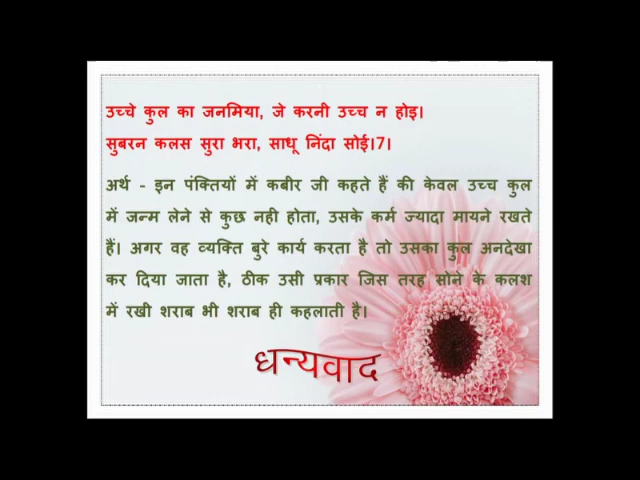 उच्चे कुल का जनमिया, जे करनी उच्च न होइ।
सुबरन कलस सुरा भरा, साधू निंदा सोई।7।
अर्थ - इन पंक्तियों में कबीर जी कहते हैं की केवल उच्च कुल
में जन्म लेने से कुछ नही होता, उसके कर्म ज्यादा मायने रखते
हैं। अगर वह व्यक्ति बुरे कार्य करता है तो उसका कुल अनदेखा
कर दिया जाता है, ठीक उसी प्रकार जिस तरह सोने के कलश
में रखी शराब भी शराब ही कहलाती है।
धन्यवाद